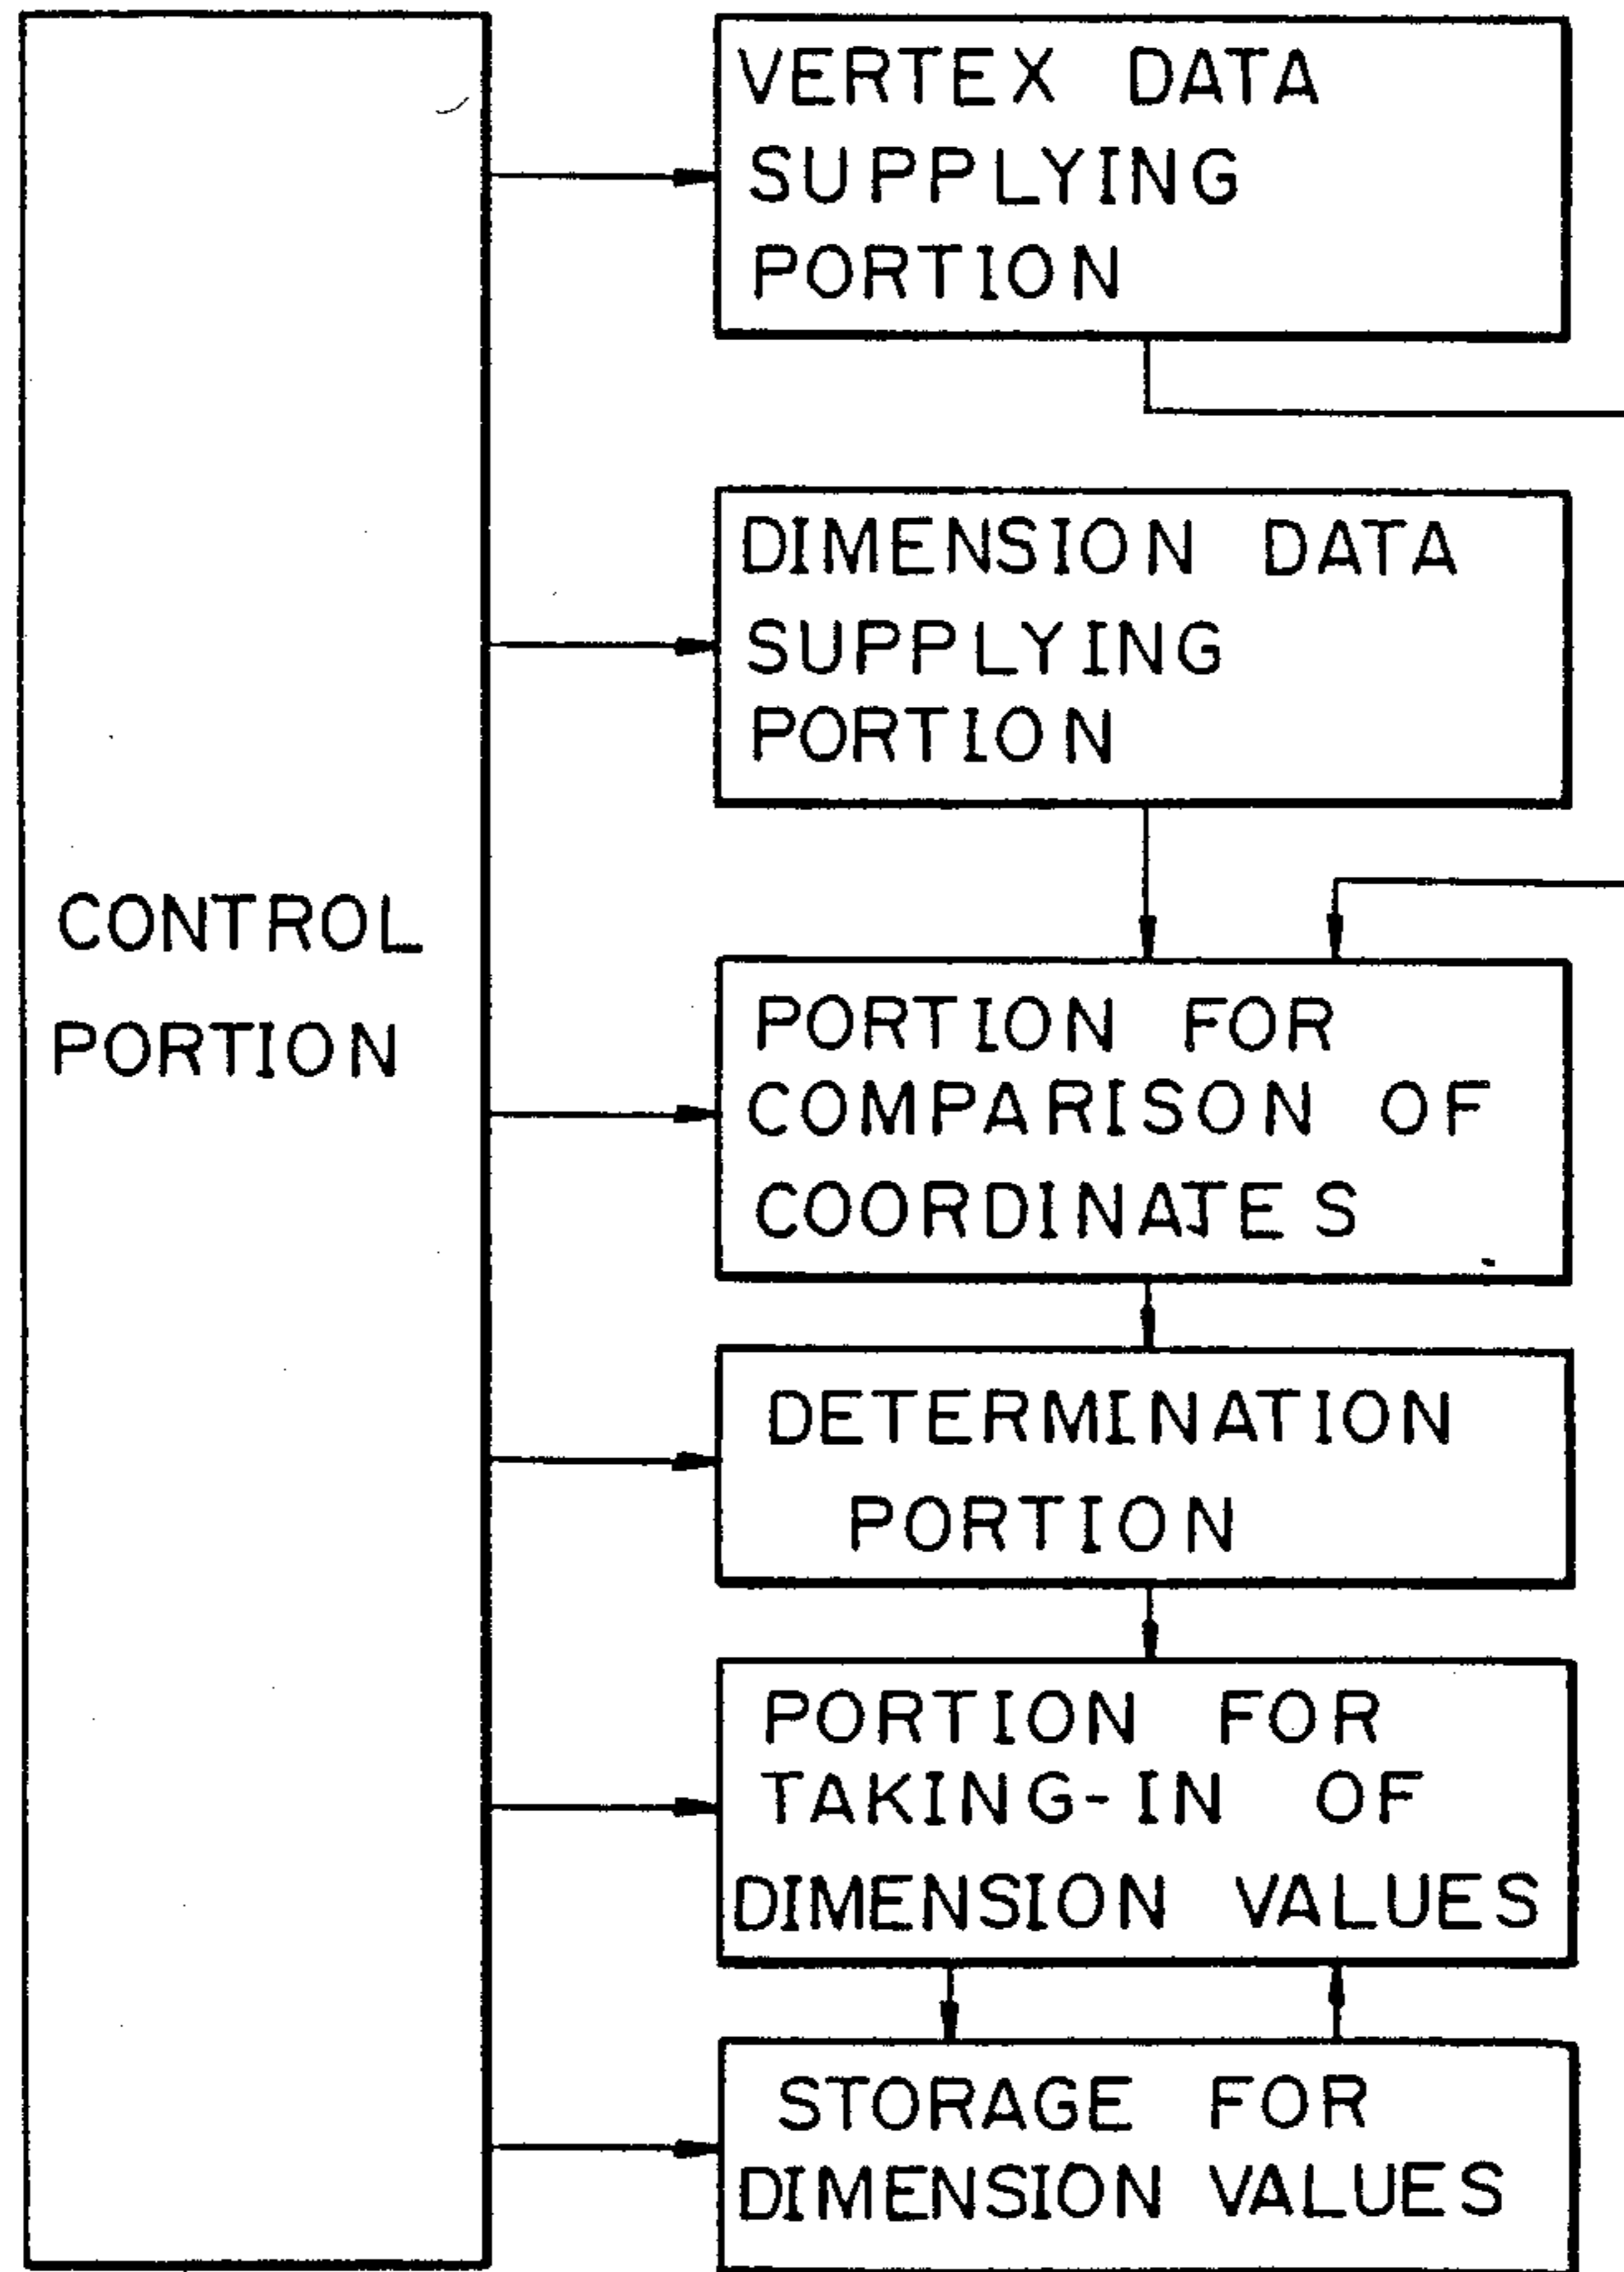 CONTROL
PORTION
VERTEX DATA
SUPPLYING
PORTION
DIMENSION DATA
SUPPLYING
PORTION
PORTION FOR
COMPARISON OF
COORDINATES
DETERMINATION
PORTION
PORTION FOR
TAKING-IN OF
DIMENSION VALUES
STORAGE FOR
DIMENSION VALUES